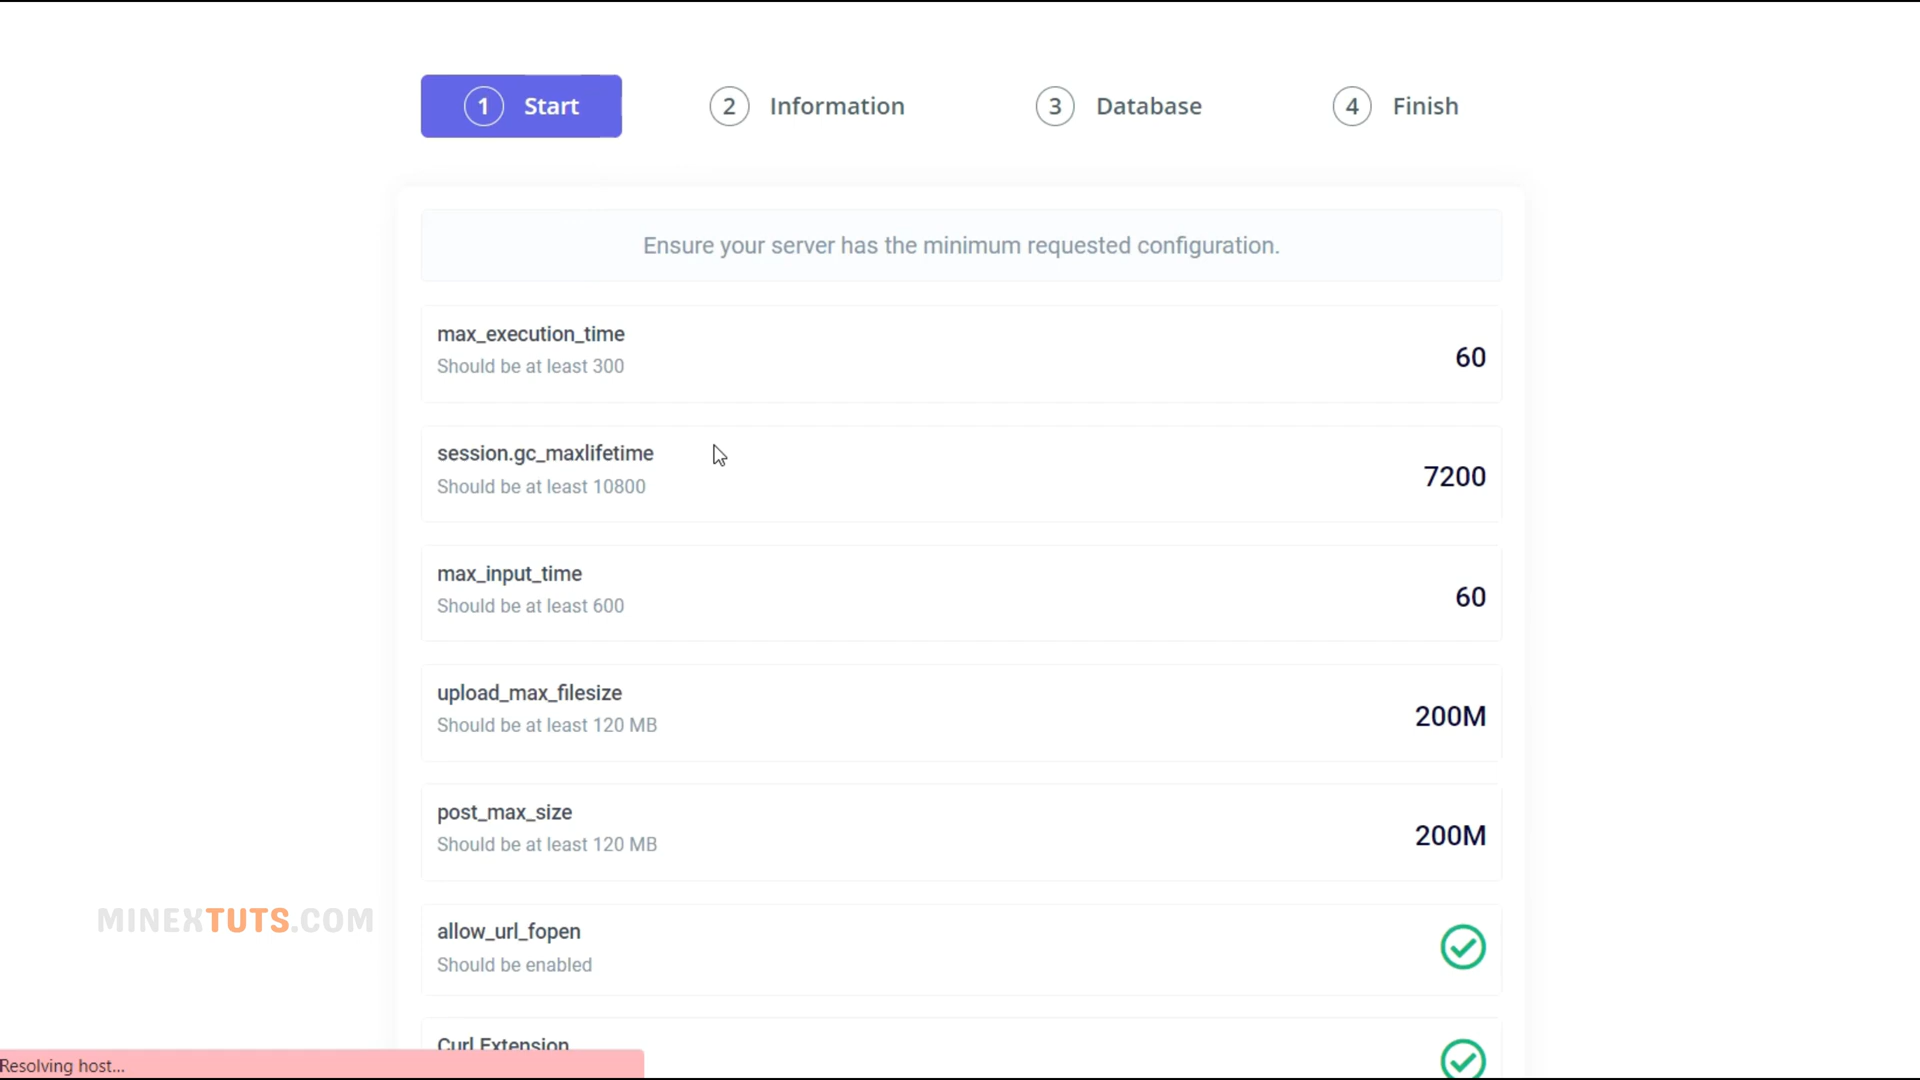 1 Start 2 Information 3 Database 4 Finish
Ensure your server has the minimum requested configuration.
max_execution_time
Should be at least 300
60
session.gc_maxlifetime
Should be at least 10800
7200
max_input_time
Should be at least 600
60
upload_max_filesize
Should be at least 120 MB
200M
post_max_size
Should be at least 120 MB
200M
MINEXTUTS.COM
allow_url_fopen
Should be enabled
Curl Extension
Resolving host...